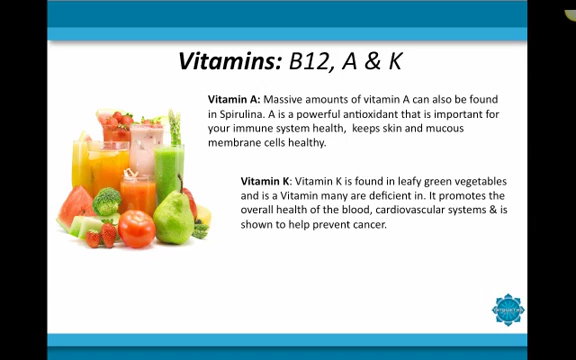 Vitamins: B12, A & K
Vitamin A: Massive amounts of vitamin A can also be found
in Spirulina. A is a powerful antioxidant that is important for
your immune system health,  keeps skin and mucous
membrane cells healthy.
Vitamin K: Vitamin K is found in leafy green vegetables
and is a Vitamin many are deficient in. It promotes the
overall health of the blood, cardiovascular systems & is
shown to help prevent cancer.